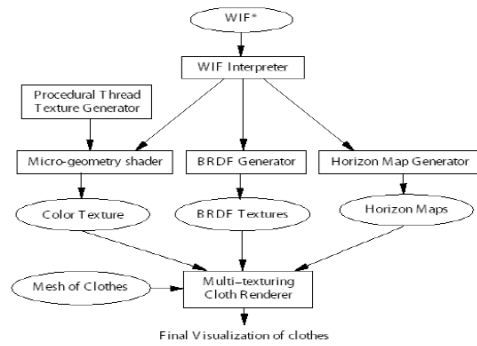 WIF*
WIF Interpreter
Procedural Thread
Texture Generator
Micro-geometry shader
BRDF Generator
Horizon Map Generator
Color Texture
BRDF Textures
Horizon Maps
Mesh of Clothes
Multi-texturing
Cloth Renderer
Final Visualization of clothes